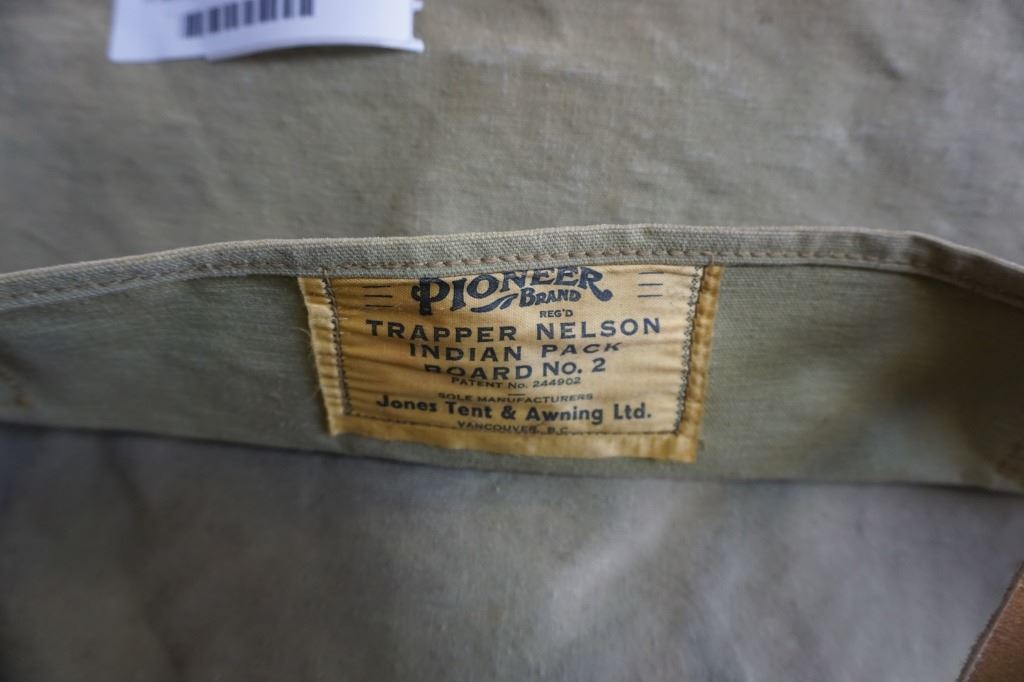 PIONEER
BRAND
REG'D
TRAPPER NELSON
INDIAN PACK
BOARD No. 2
PATENT No. 244902
SOLE MANUFACTURERS
Jones Tent & Awning Ltd.
VANCOUVER, B.C.